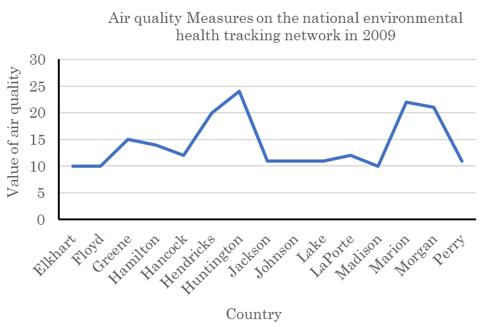 Air quality Measures on the national environmental
health tracking network in 2009
Value of air quality
30
25
20
15
10
5
0
Elkhart
Floyd
Greene
Hamilton
Hancock
Hendricks
Huntington
Jackson
Johnson
Lake
LaPorte
Madison
Marion
Morgan
Perry
Country